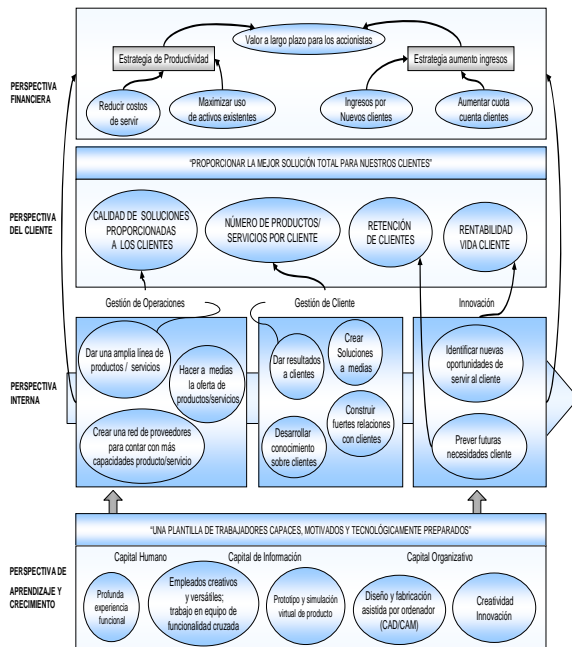 Valor a largo plazo para los accionistas
Estrategia de Productividad
Estrategia aumento ingresos
PERSPECTIVA
FINANCIERA
Reducir costos
de servir
Maximizar uso
de activos existentes
Ingresos por
Nuevos clientes
Aumentar cuota
cuenta clientes
“PROPORCIONAR LA MEJOR SOLUCIÓN TOTAL PARA NUESTROS CLIENTES”
PERSPECTIVA
DEL CLIENTE
CALIDAD DE SOLUCIONES
PROPORCIONADAS
A LOS CLIENTES
NÚMERO DE PRODUCTOS/
SERVICIOS POR CLIENTE
RETENCIÓN
DE CLIENTES
RENTABILIDAD
VIDA CLIENTE
Gestión de Operaciones
Gestión de Cliente
Innovación
PERSPECTIVA
INTERNA
Dar una amplia línea de
productos / servicios
Hacer a medias
la oferta de
productos/servicios
Crear una red de proveedores
para contar con más
capacidades producto/servicio
Dar resultados
a clientes
Crear
Soluciones
a medias
Desarrollar
conocimiento
sobre clientes
Construir
fuertes relaciones
con clientes
Identificar nuevas
oportunidades de
servir al cliente
Prever futuras
necesidades cliente
“UNA PLANTILLA DE TRABAJADORES CAPACES, MOTIVADOS Y TECNOLÓGICAMENTE PREPARADOS”
PERSPECTIVA DE
APRENDIZAJE Y
CRECIMIENTO
Capital Humano
Capital de Información
Capital Organizativo
Profunda
experiencia
funcional
Empleados creativos
y versátiles;
trabajo en equipo de
funcionalidad cruzada
Prototipo y simulación
virtual de producto
Diseño y fabricación
asistida por ordenador
(CAD/CAM)
Creatividad
Innovación